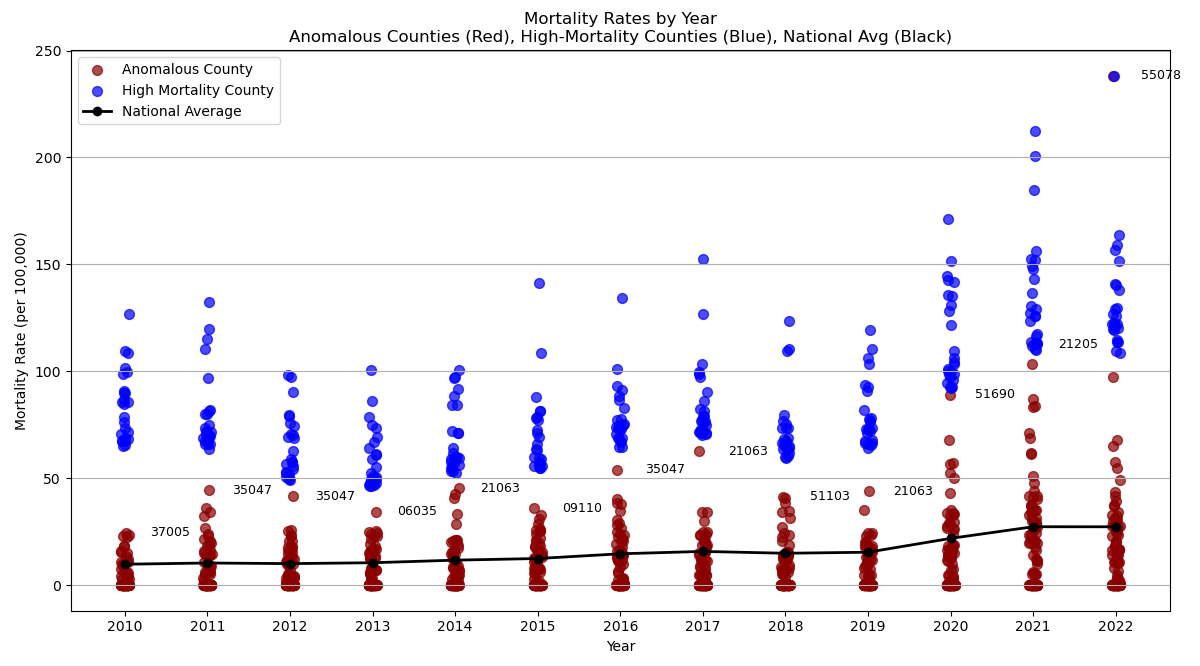 Mortality Rates by Year
Anomalous Counties (Red), High-Mortality Counties (Blue), National Avg (Black)
Anomalous County
High Mortality County
National Average
Mortality Rate (per 100,000)
250
200
150
100
50
0
55078
21205
51690
35047
21063
35047
35047
21063
51103
21063
06035
09110
37005
2010 2011 2012 2013 2014 2015 2016 2017 2018 2019 2020 2021 2022
Year